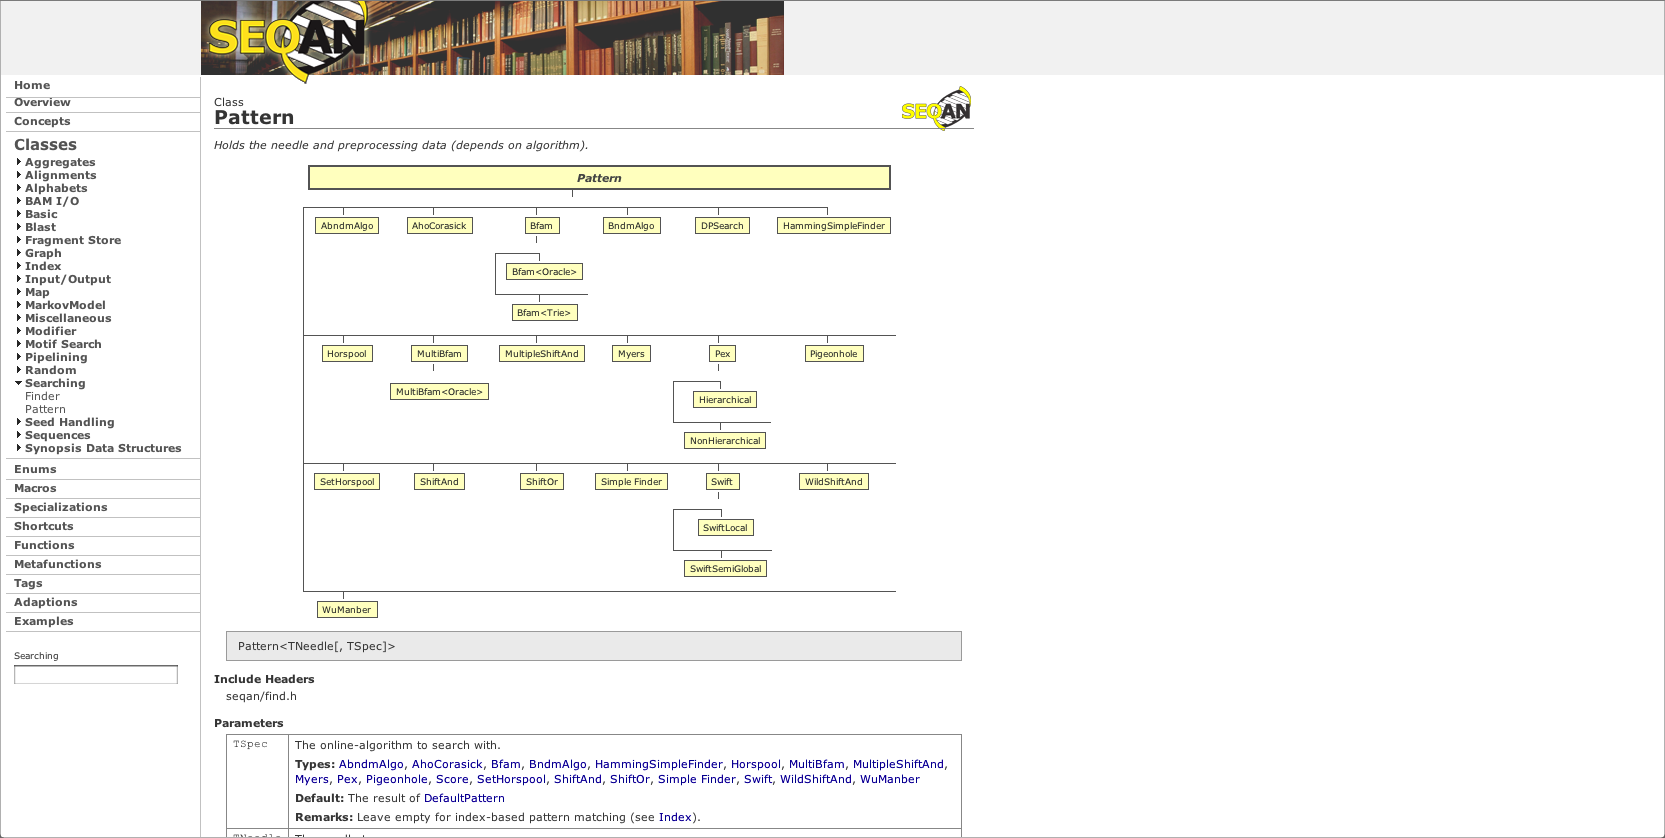 SEQAN
Home
Overview
Concepts
Classes
Aggregates
Alignments
Alphabets
BAM I/O
Basic
Blast
Fragment Store
Graph
Index
Input/Output
Map
MarkovModel
Miscellaneous
Modifier
Motif Search
Pipelining
Random
Searching
Finder
Pattern
Seed Handling
Sequences
Synopsis Data Structures
Enums
Macros
Specializations
Shortcuts
Functions
Metafunctions
Tags
Adaptions
Examples
Searching
Class
Pattern
SEQAN
Holds the needle and preprocessing data (depends on algorithm).
Pattern
AbndmAlgo AhoCorasick Bfam BndmAlgo DPSearch HammingSimpleFinder
Bfam<Oracle>
Bfam<Trie>
Horspool MultiBfam MultipleShiftAnd Myers Pex Pigeonhole
MultiBfam<Oracle> Hierarchical
NonHierarchical
SetHorspool ShiftAnd ShiftOr Simple Finder Swift WildShiftAnd
SwiftLocal
SwiftSemiGlobal
WuManber
Pattern<TNeedle[, TSpec]>
Include Headers
seqan/find.h
Parameters
TSpec The online-algorithm to search with.
Types: AbndmAlgo, AhoCorasick, Bfam, BndmAlgo, HammingSimpleFinder, Horspool, MultiBfam, MultipleShiftAnd,
Myers, Pex, Pigeonhole, Score, SetHorspool, ShiftAnd, ShiftOr, Simple Finder, Swift, WildShiftAnd, WuManber
Default: The result of DefaultPattern
Remarks: Leave empty for index-based pattern matching (see Index).